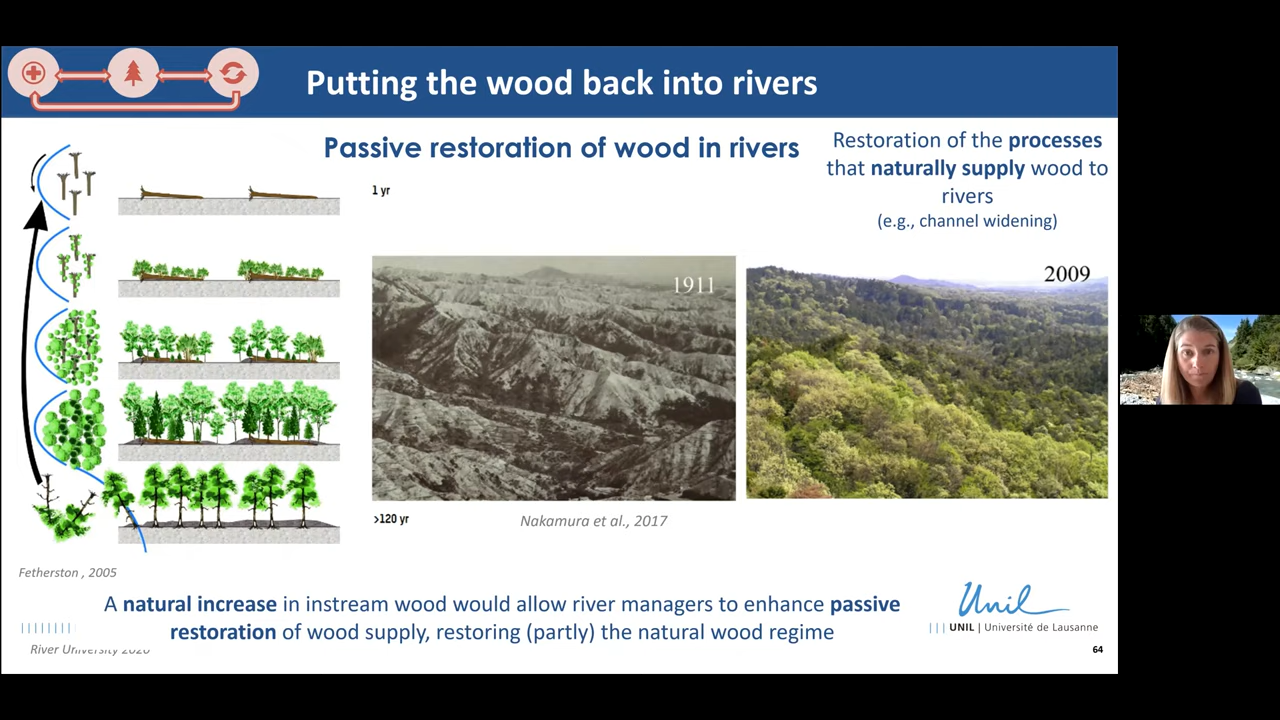 Putting the wood back into rivers
Passive restoration of wood in rivers
Restoration of the processes
that naturally supply wood to
rivers
(e.g., channel widening)
1 yr
1911
2009
>120 yr
Nakamura et al., 2017
Fetherston , 2005
A natural increase in instream wood would allow river managers to enhance passive
restoration of wood supply, restoring (partly) the natural wood regime
Unil
UNIL | Université de Lausanne
River University 2020
64